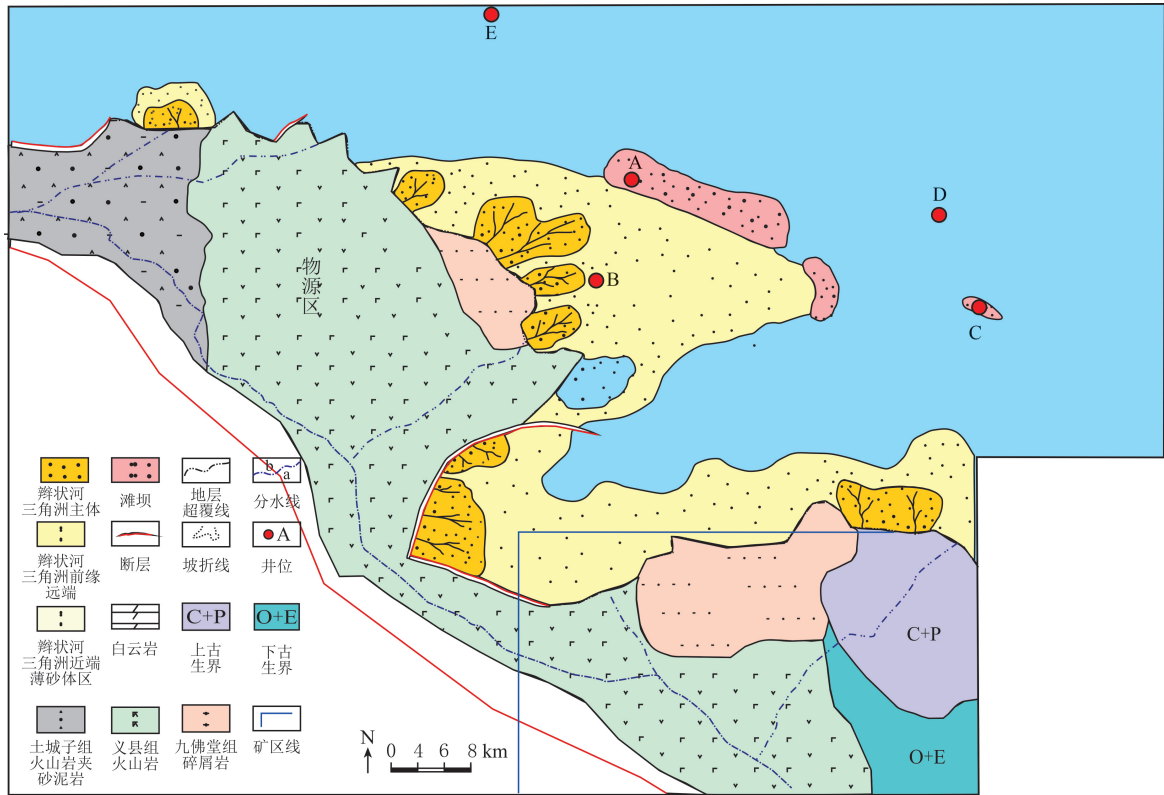 E
A
D
B
C
物
源
区
C+P
O+E
辫状河
三角洲主体
滩坝
地层
超覆线
b
a
分水线
辫状河
三角洲前缘
远端
断层
坡折线
A
井位
辫状河
三角洲近端
薄砂体区
白云岩
C+P
上古
生界
O+E
下古
生界
土城子组
火山岩夹
砂泥岩
义县组
火山岩
九佛堂组
碎屑岩
矿区线
N
0 4 6 8 km